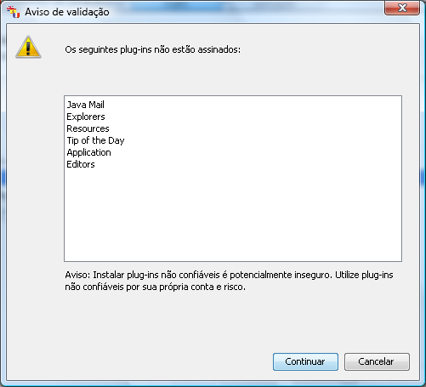 Aviso de validação
Os seguintes plug-ins não estão assinados:
Java Mail
Explorers
Resources
Tip of the Day
Application
Editors
Aviso: Instalar plug-ins não confiáveis é potencialmente inseguro. Utilize plug-ins
não confiáveis por sua própria conta e risco.
Continuar
Cancelar